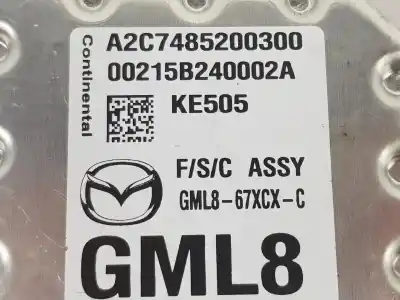 Continental
A2C7485200300
00215B240002A
KE505
F/S/C ASSY
GML8-67XCX-C
GML8